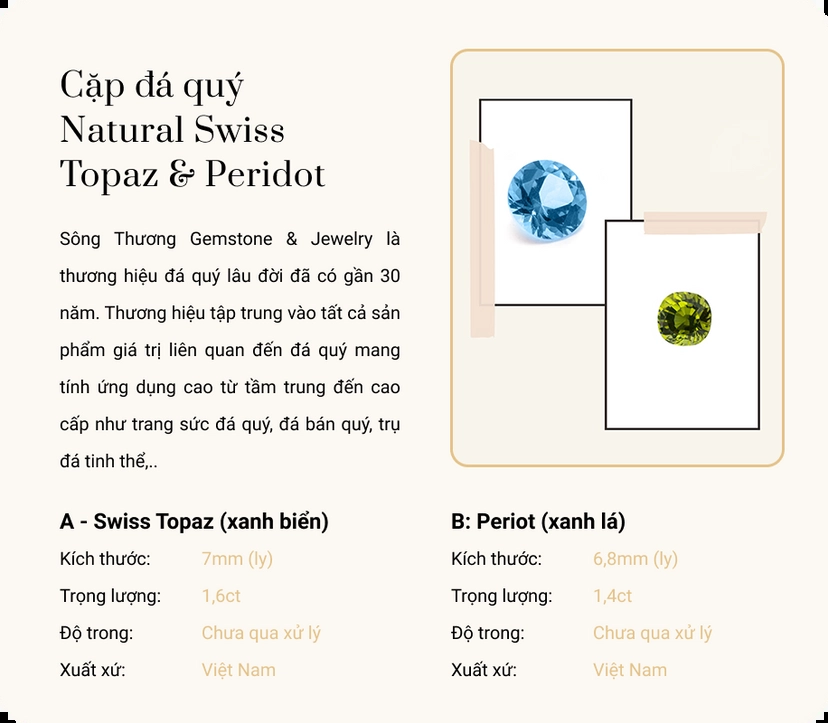 Cặp đá quý
Natural Swiss
Topaz & Peridot
Sông Thương Gemstone & Jewelry là
thương hiệu đá quý lâu đời đã có gần 30
năm. Thương hiệu tập trung vào tất cả sản
phẩm giá trị liên quan đến đá quý mang
tính ứng dụng cao từ tầm trung đến cao
cấp như trang sức đá quý, đá bán quý, trụ
đá tinh thể,..
A - Swiss Topaz (xanh biển)
Kích thước: 7mm (ly)
Trọng lượng: 1,6ct
Độ trong: Chưa qua xử lý
Xuất xứ: Việt Nam
B: Periot (xanh lá)
Kích thước: 6,8mm (ly)
Trọng lượng: 1,4ct
Độ trong: Chưa qua xử lý
Xuất xứ: Việt Nam